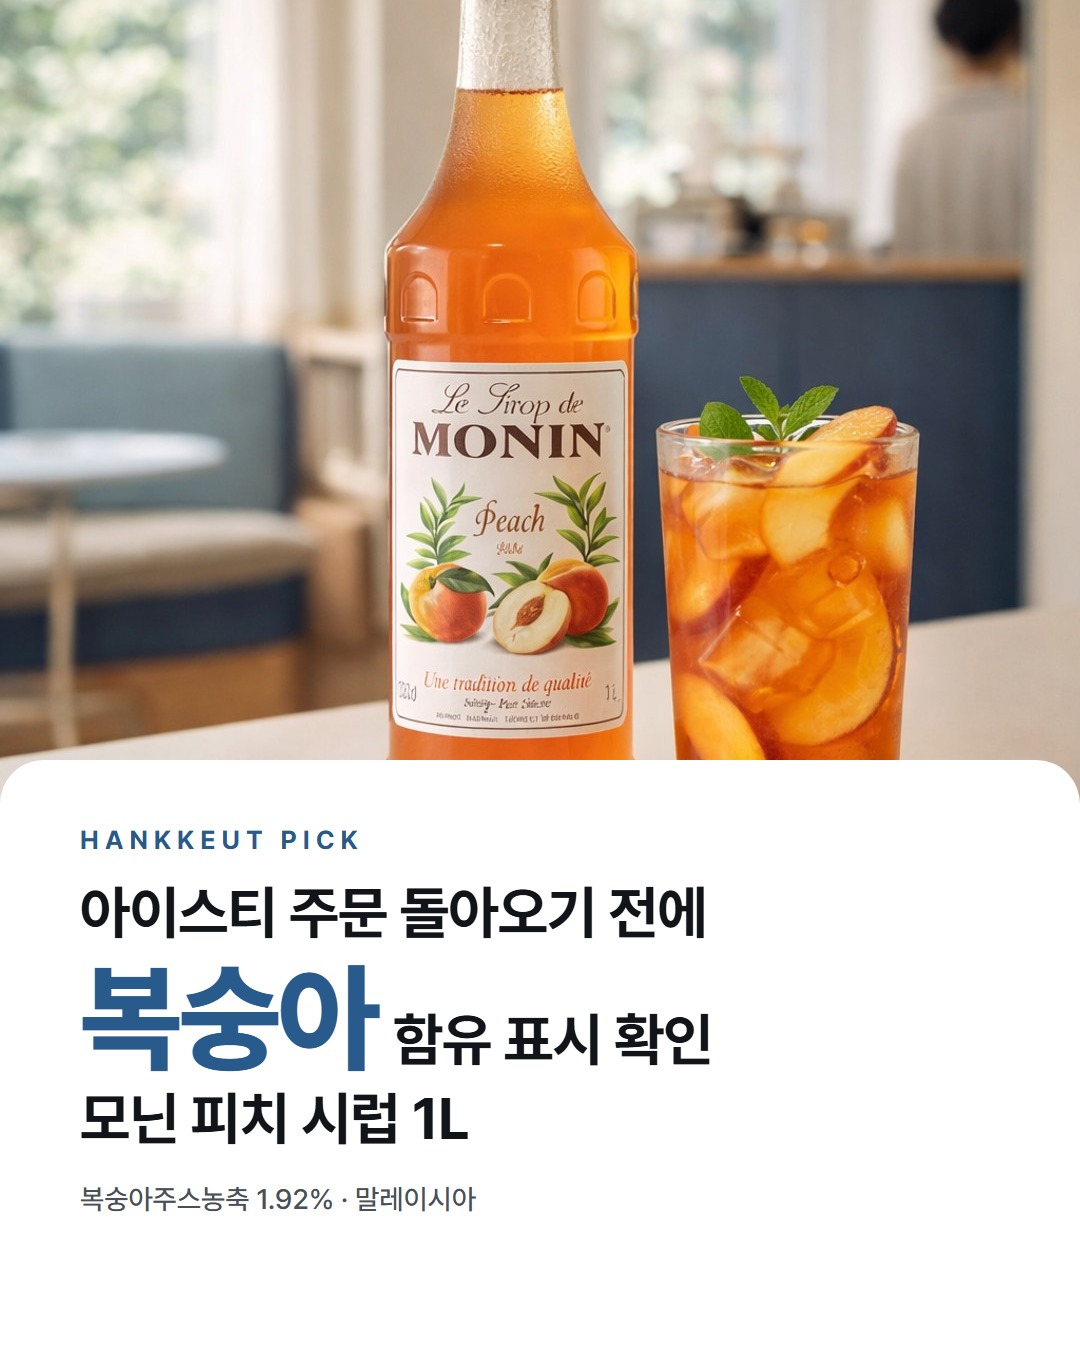 Le Sirop de
MONIN
Peach
Une tradition de qualité
HANKKEUT PICK
아이스티 주문 돌아오기 전에
복숭아 함유 표시 확인
모닌 피치 시럽 1L
복숭아주스농축 1.92% · 말레이시아